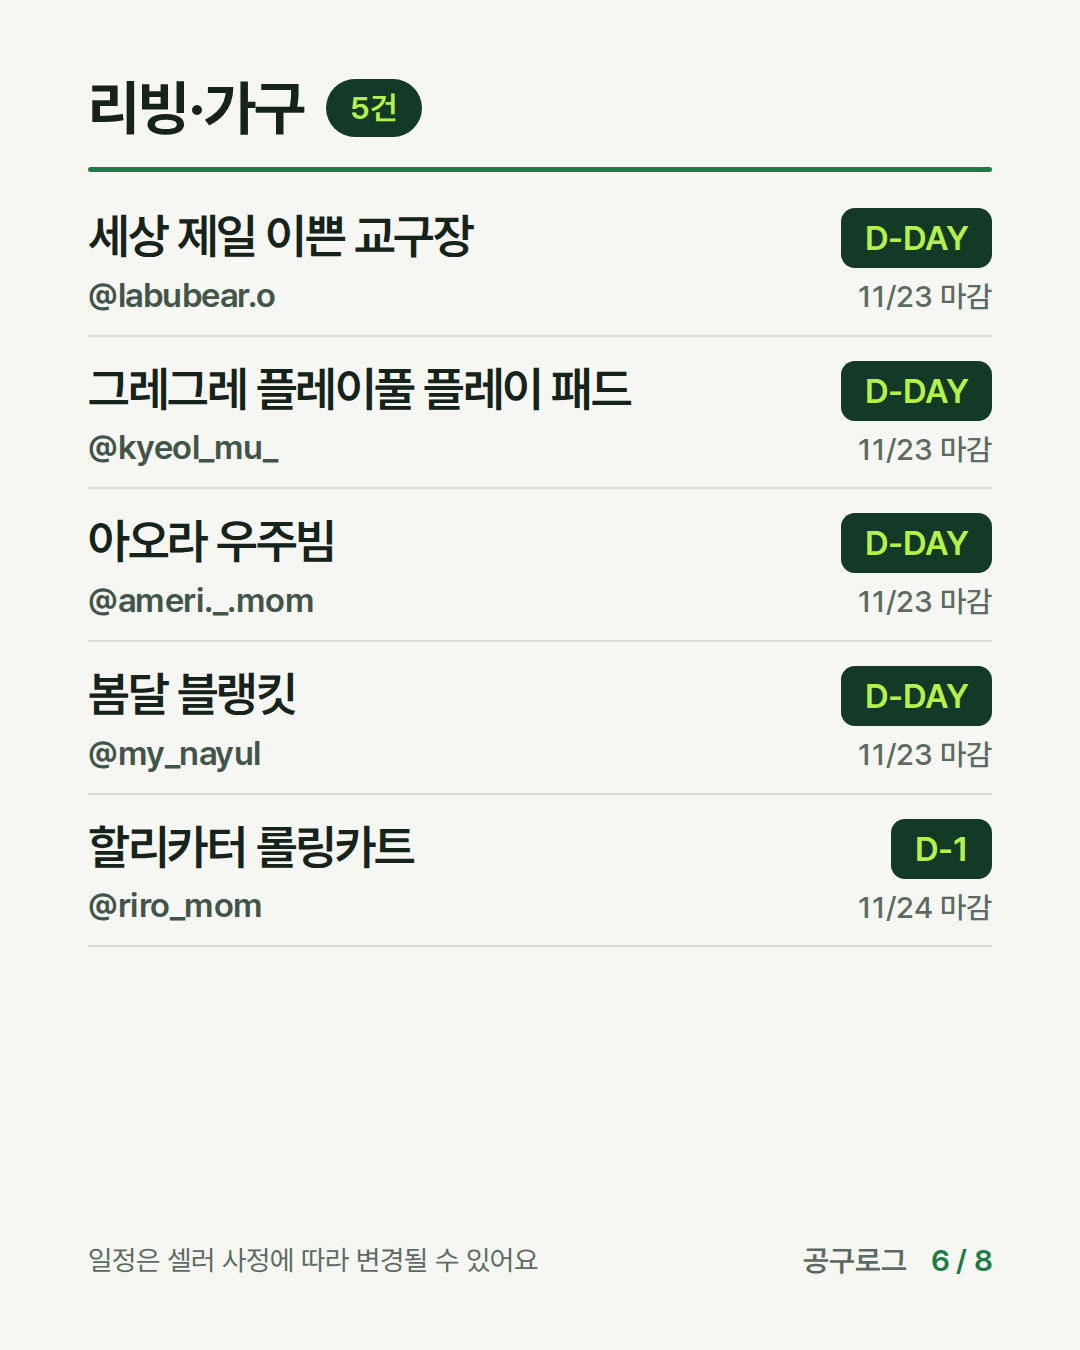 리빙·가구 5건
세상 제일 이쁜 교구장 D-DAY
@labubear.o 11/23 마감
그레그레 플레이풀 플레이 패드 D-DAY
@kyeol_mu_ 11/23 마감
아오라 우주빔 D-DAY
@ameri._.mom 11/23 마감
봄달 블랭킷 D-DAY
@my_nayul 11/23 마감
할리카터 롤링카트 D-1
@riro_mom 11/24 마감
일정은 셀러 사정에 따라 변경될 수 있어요 공구로그 6 / 8